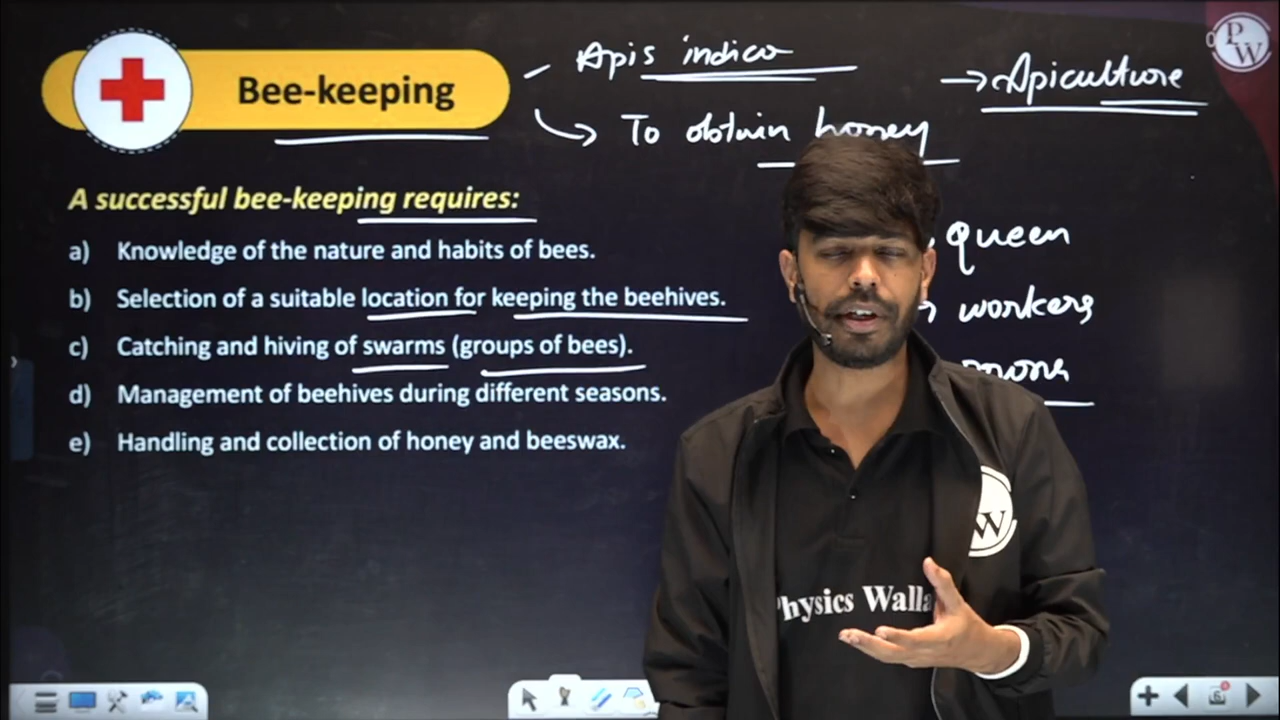 Bee-keeping
Apis indica
→ Apiculture
→ To obtain honey
A successful bee-keeping requires:
a) Knowledge of the nature and habits of bees.
b) Selection of a suitable location for keeping the beehives.
c) Catching and hiving of swarms (groups of bees).
d) Management of beehives during different seasons.
e) Handling and collection of honey and beeswax.
queen
workers
PW
W
Physics Walla